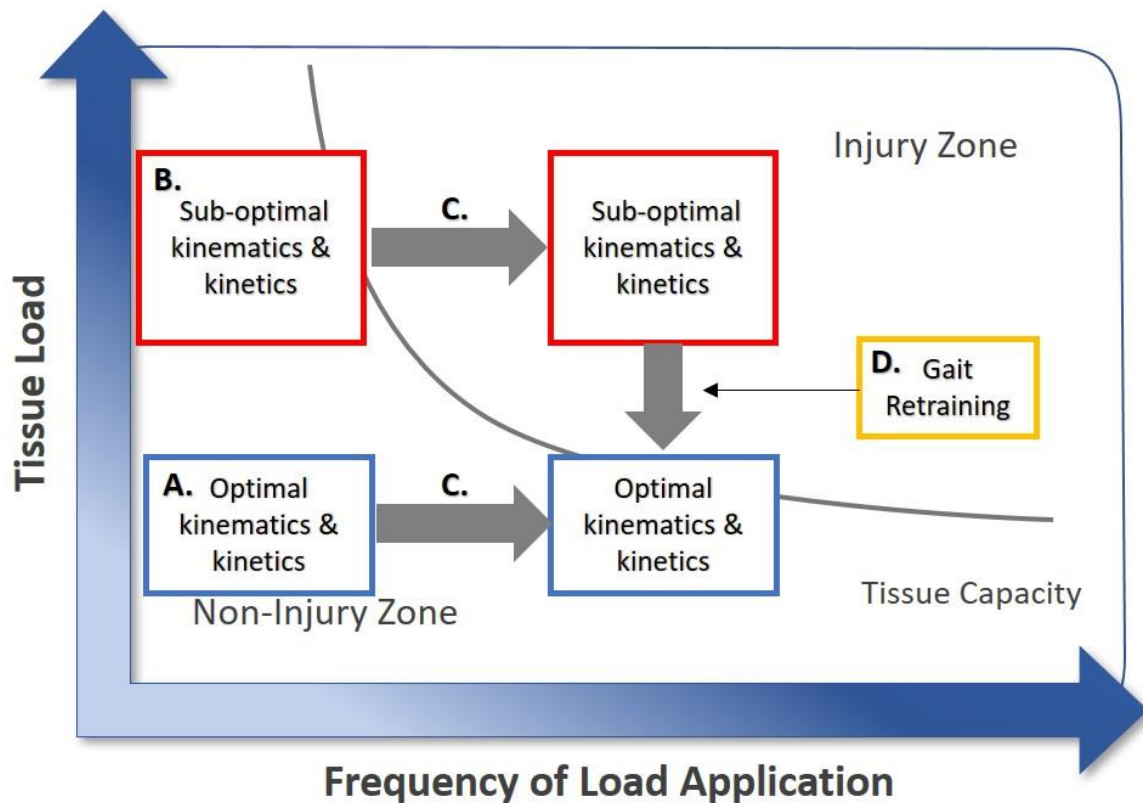 Injury Zone
B.
Sub-optimal
kinematics &
kinetics
C.
Sub-optimal
kinematics &
kinetics
Tissue Load
D. Gait
Retraining
A. Optimal
kinematics &
kinetics
C.
Optimal
kinematics &
kinetics
Non-Injury Zone
Tissue Capacity
Frequency of Load Application